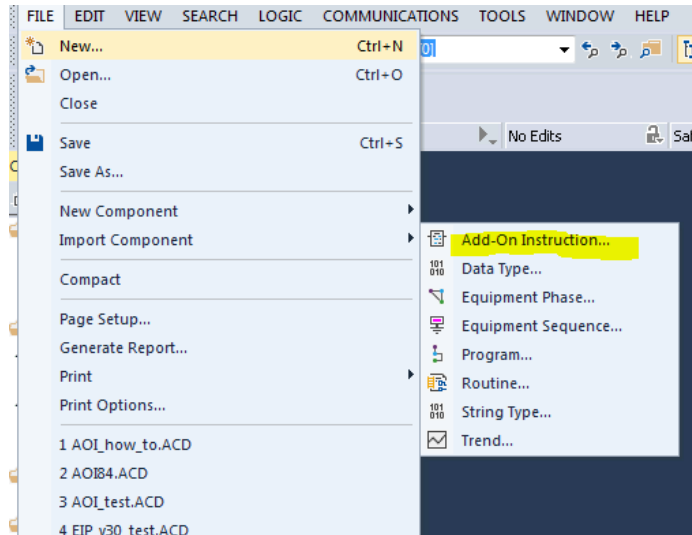 FILE EDIT VIEW SEARCH LOGIC COMMUNICATIONS TOOLS WINDOW HELP
New... Ctrl+N
Open... Ctrl+O
Close
Save Ctrl+S
No Edits
Save As...
New Component
Import Component
Add-On Instruction...
Data Type...
Equipment Phase...
Equipment Sequence...
Program...
Routine...
String Type...
Trend...
Compact
Page Setup...
Generate Report...
Print
Print Options...
1 AOI_how_to.ACD
2 AOI84.ACD
3 AOI_test.ACD
4 EIP_v30_test.ACD